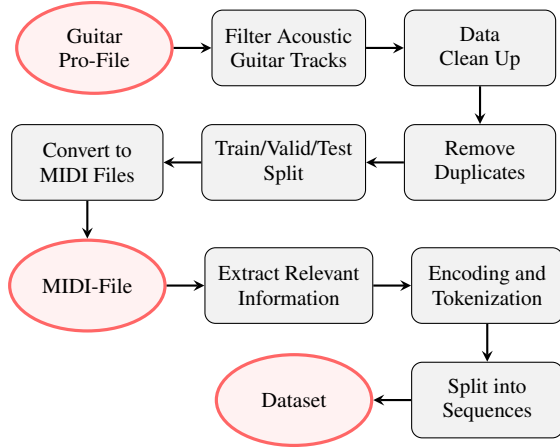 Guitar
Pro-File
Filter Acoustic
Guitar Tracks
Data
Clean Up
Convert to
MIDI Files
Train/Valid/Test
Split
Remove
Duplicates
MIDI-File
Extract Relevant
Information
Encoding and
Tokenization
Dataset
Split into
Sequences